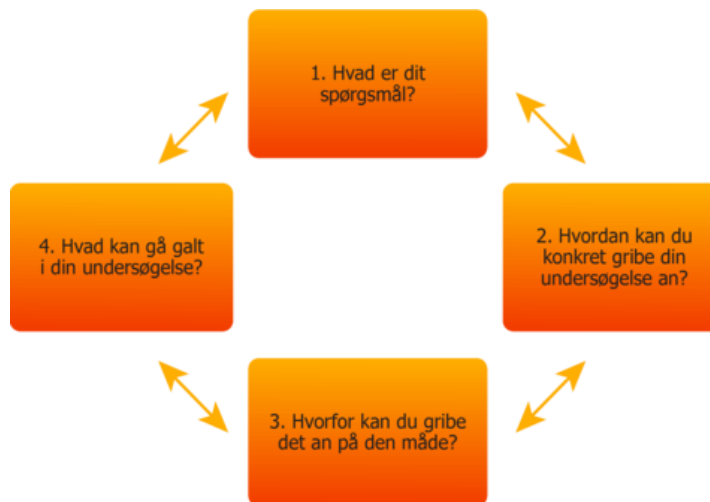 1. Hvad er dit
spørgsmål?
2. Hvordan kan du
konkret gribe din
undersøgelse an?
3. Hvorfor kan du gribe
det an på den måde?
4. Hvad kan gå galt
i din undersøgelse?